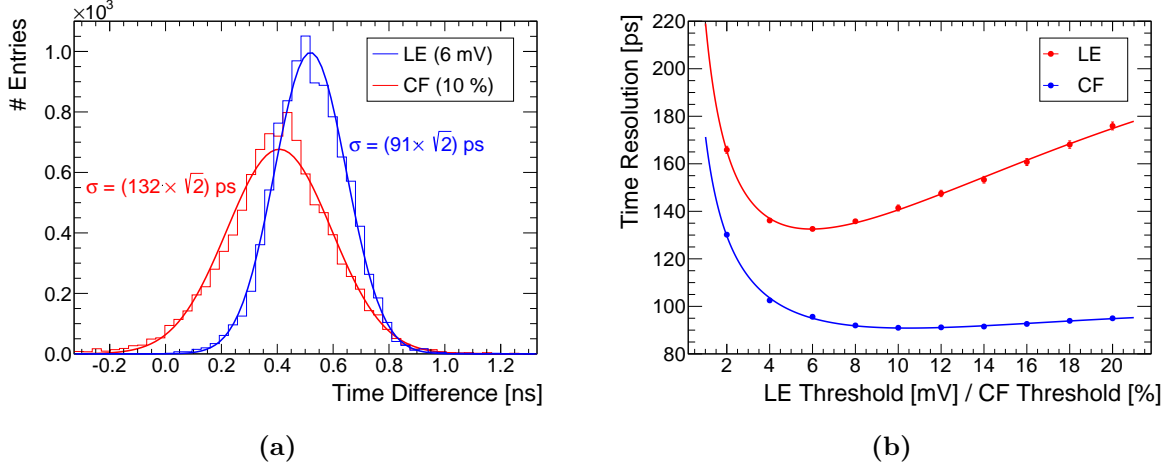 ×10³
# Entries
1.0
0.8
0.6
0.4
0.2
0.0
LE (6 mV)
CF (10 %)
σ = (91× √2) ps
σ = (132× √2) ps
-0.2 0.0 0.2 0.4 0.6 0.8 1.0 1.2
Time Difference [ns]
(a)
Time Resolution [ps]
220
200
180
160
140
120
100
80
LE
CF
2 4 6 8 10 12 14 16 18 20
LE Threshold [mV] / CF Threshold [%]
(b)